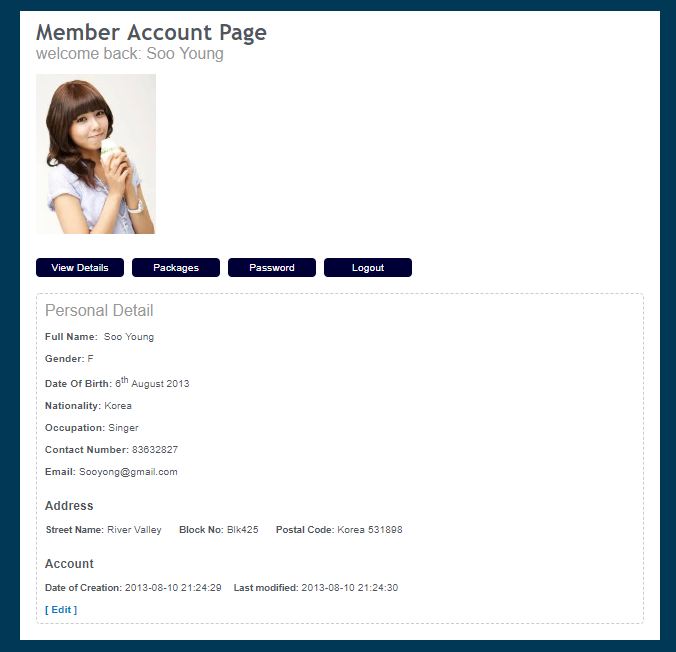 Member Account Page
welcome back: Soo Young
View Details Packages Password Logout
Personal Detail
Full Name: Soo Young
Gender: F
Date Of Birth: 6th August 2013
Nationality: Korea
Occupation: Singer
Contact Number: 83632827
Email: Sooyong@gmail.com
Address
Street Name: River Valley Block No: Blk425 Postal Code: Korea 531898
Account
Date of Creation: 2013-08-10 21:24:29 Last modified: 2013-08-10 21:24:30
[ Edit ]